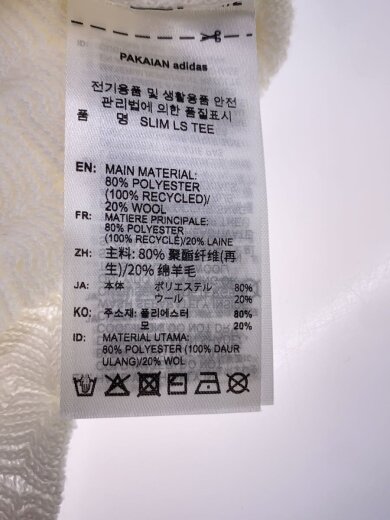 PAKAIAN adidas
전기용품 및 생활용품 안전
관리법에 의한 품질표시
품 명 SLIM LS TEE
EN: MAIN MATERIAL:
80% POLYESTER
(100% RECYCLED)/
20% WOOL
FR: MATIERE PRINCIPALE:
80% POLYESTER
(100% RECYCLÉ)/20% LAINE
ZH: 主料: 80% 聚酯纤维(再
生)/20% 绵羊毛
JA: 本体 ポリエステル 80%
ウール 20%
KO: 주소재: 폴리에스터 80%
모 20%
ID: MATERIAL UTAMA:
80% POLYESTER (100% DAUR
ULANG)/20% WOL